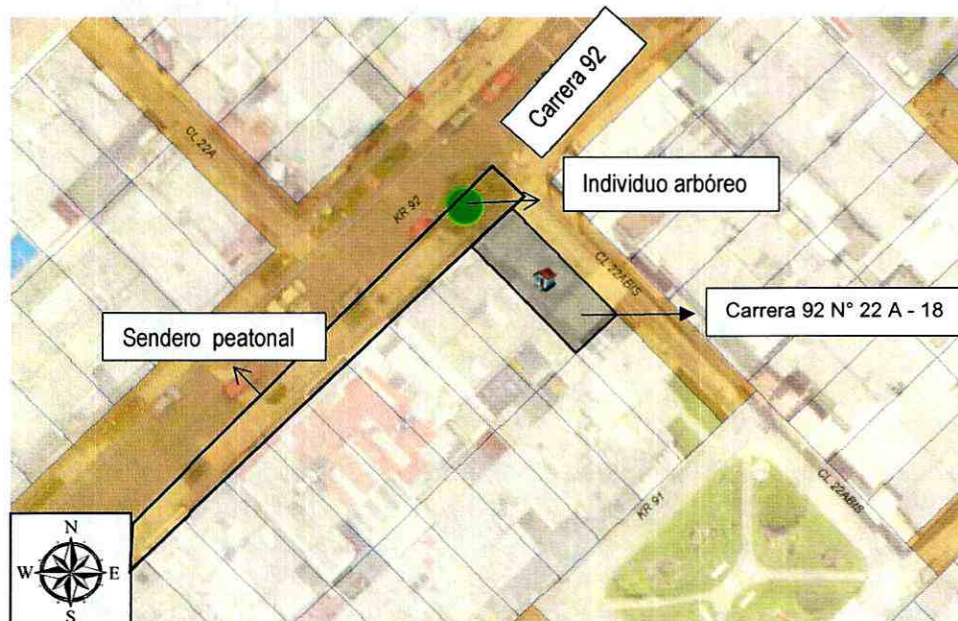 Carrera 92
CL 22A
Individuo arbóreo
KR 92
CL 22ABIS
Carrera 92 N° 22 A - 18
Sendero peatonal
KR 91
CL 22ABIS
N
W E
S